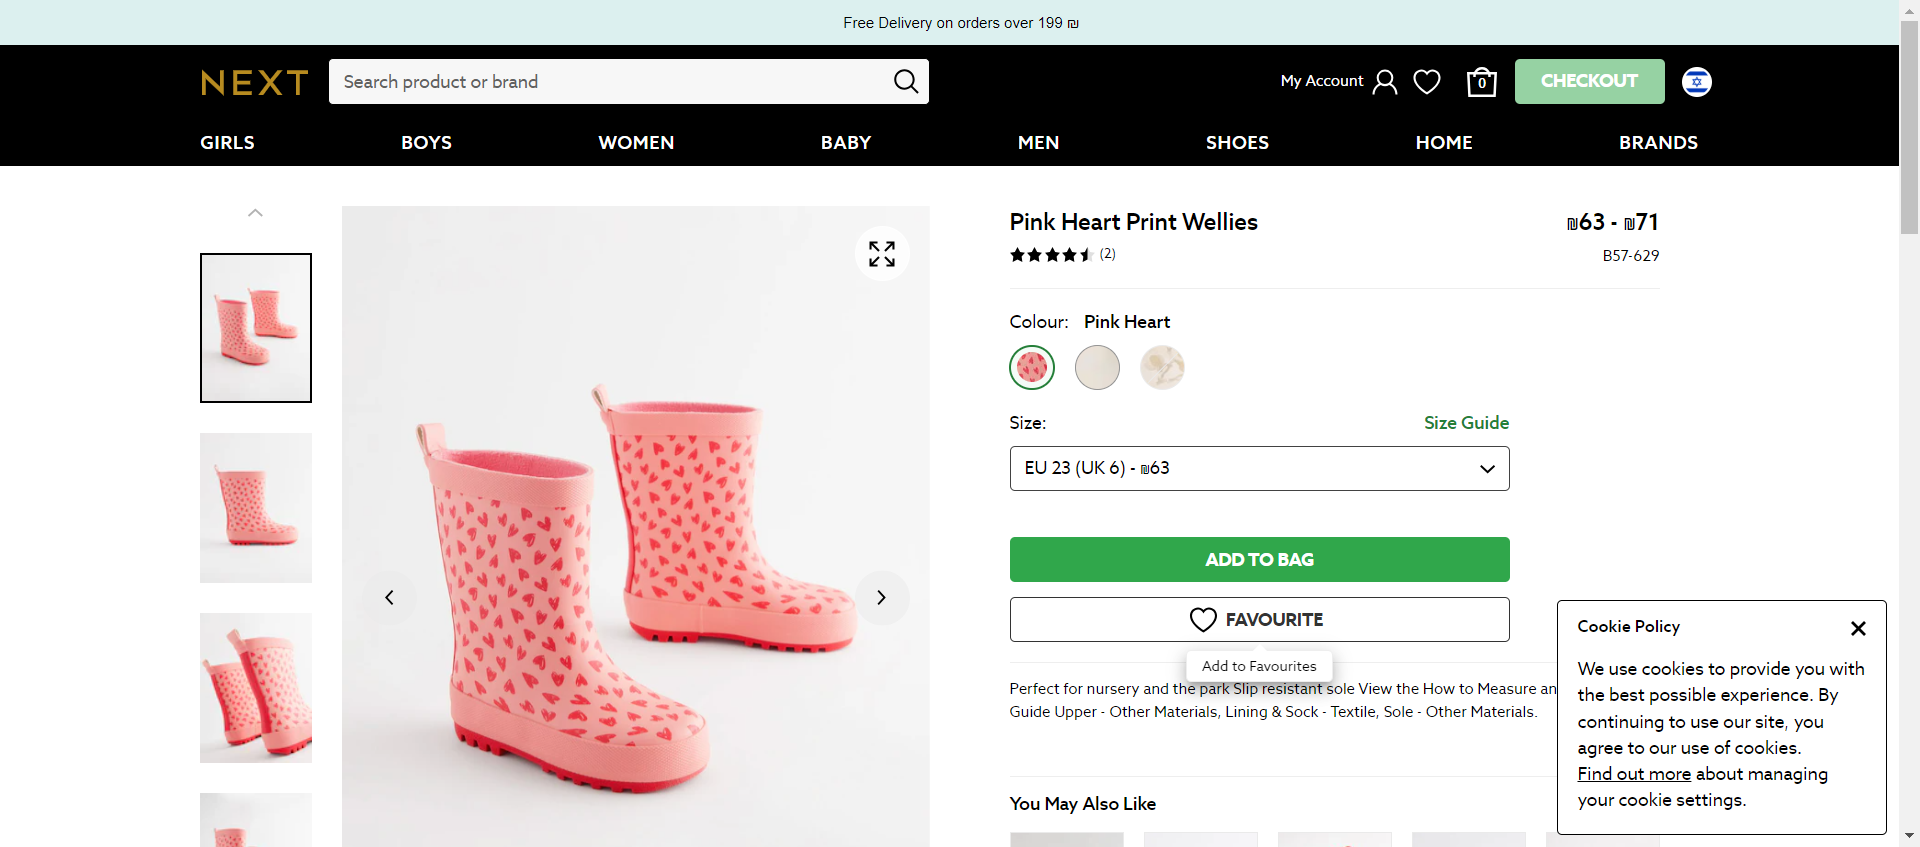 Free Delivery on orders over 199 ₪
NEXT
Search product or brand
My Account
0
CHECKOUT
GIRLS
BOYS
WOMEN
BABY
MEN
SHOES
HOME
BRANDS
Pink Heart Print Wellies
₪63 - ₪71
(2)
B57-629
Colour: Pink Heart
Size:
Size Guide
EU 23 (UK 6) - ₪63
ADD TO BAG
FAVOURITE
Add to Favourites
Perfect for nursery and the park Slip resistant sole View the How to Measure an
Guide Upper - Other Materials, Lining & Sock - Textile, Sole - Other Materials.
You May Also Like
Cookie Policy
We use cookies to provide you with
the best possible experience. By
continuing to use our site, you
agree to our use of cookies.
Find out more about managing
your cookie settings.